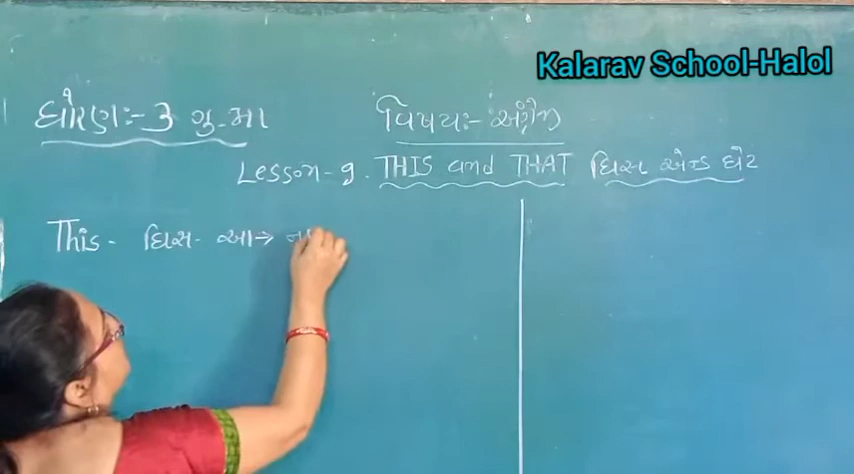 Kalarav School-Halol
ધોરણઃ- 3 ગુ.મા
વિષયઃ- અંગ્રેજી
Lesson-9. THIS and THAT ધિસ એન્ડ ધેટ
This - ધિસ - આ→